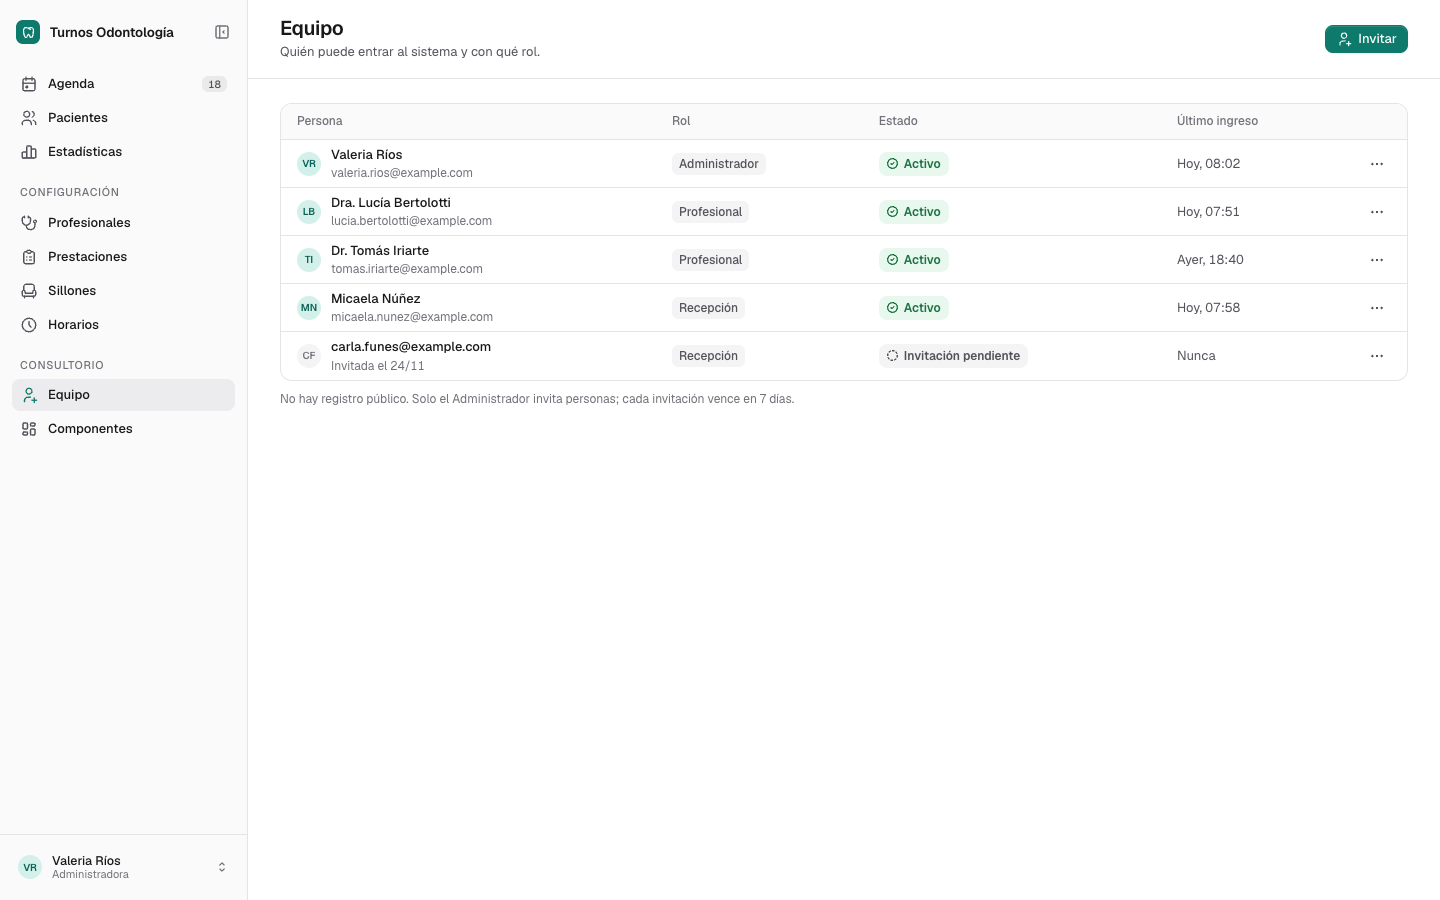 Turnos Odontología
Agenda 18
Pacientes
Estadísticas
CONFIGURACIÓN
Profesionales
Prestaciones
Sillones
Horarios
CONSULTORIO
Equipo
Componentes
VR Valeria Ríos
Administradora
Equipo
Quién puede entrar al sistema y con qué rol.
Invitar
Persona Rol Estado Último ingreso
VR Valeria Ríos
valeria.rios@example.com
Administrador Activo Hoy, 08:02
LB Dra. Lucía Bertolotti
lucia.bertolotti@example.com
Profesional Activo Hoy, 07:51
TI Dr. Tomás Iriarte
tomas.iriarte@example.com
Profesional Activo Ayer, 18:40
MN Micaela Núñez
micaela.nunez@example.com
Recepción Activo Hoy, 07:58
CF carla.funes@example.com
Invitada el 24/11
Recepción Invitación pendiente Nunca
No hay registro público. Solo el Administrador invita personas; cada invitación vence en 7 días.